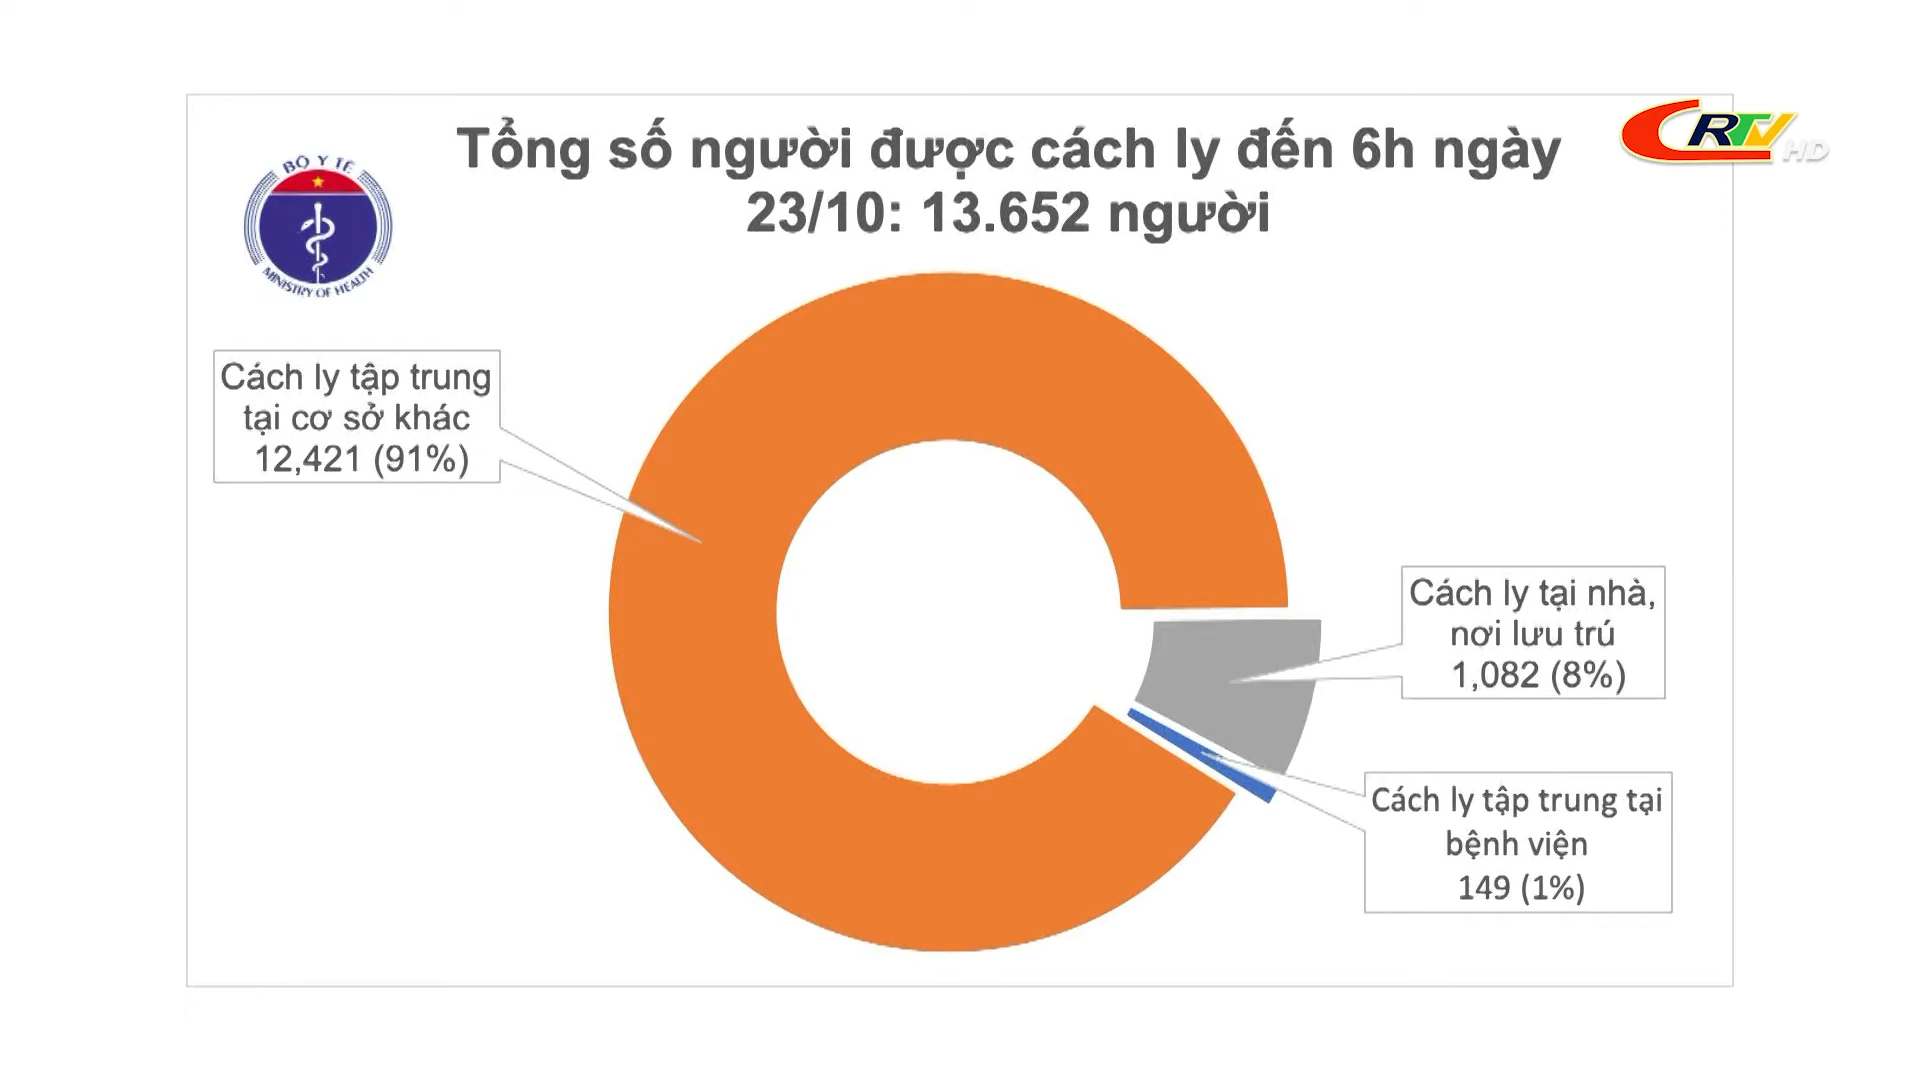 CRTV HD
Tổng số người được cách ly đến 6h ngày
23/10: 13.652 người
BỘ Y TẾ
MINISTRY OF HEALTH
Cách ly tập trung
tại cơ sở khác
12,421 (91%)
Cách ly tại nhà,
nơi lưu trú
1,082 (8%)
Cách ly tập trung tại
bệnh viện
149 (1%)